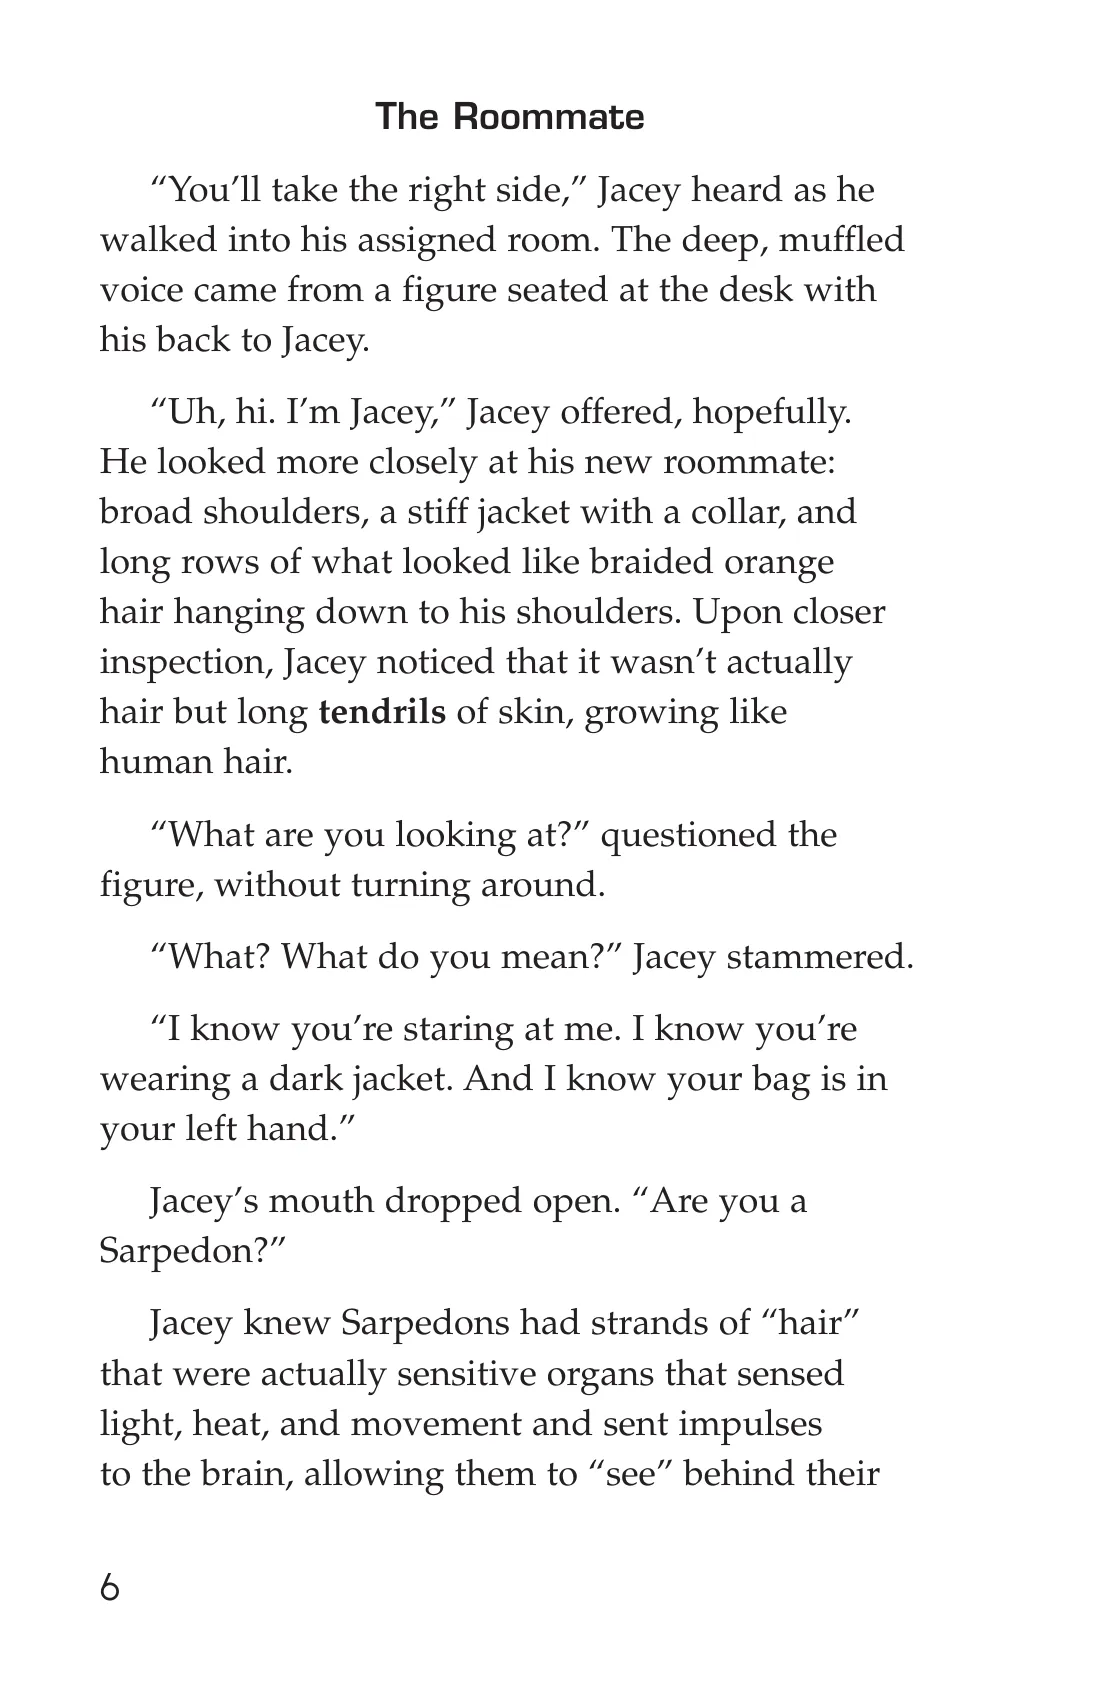 The Roommate
“You’ll take the right side,” Jacey heard as he
walked into his assigned room. The deep, muffled
voice came from a figure seated at the desk with
his back to Jacey.
“Uh, hi. I’m Jacey,” Jacey offered, hopefully.
He looked more closely at his new roommate:
broad shoulders, a stiff jacket with a collar, and
long rows of what looked like braided orange
hair hanging down to his shoulders. Upon closer
inspection, Jacey noticed that it wasn’t actually
hair but long tendrils of skin, growing like
human hair.
“What are you looking at?” questioned the
figure, without turning around.
“What? What do you mean?” Jacey stammered.
“I know you’re staring at me. I know you’re
wearing a dark jacket. And I know your bag is in
your left hand.”
Jacey’s mouth dropped open. “Are you a
Sarpedon?”
Jacey knew Sarpedons had strands of “hair”
that were actually sensitive organs that sensed
light, heat, and movement and sent impulses
to the brain, allowing them to “see” behind their
6